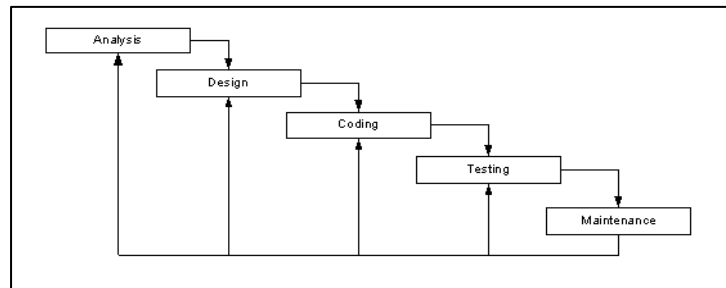 Analysis
Design
Coding
Testing
Maintenance